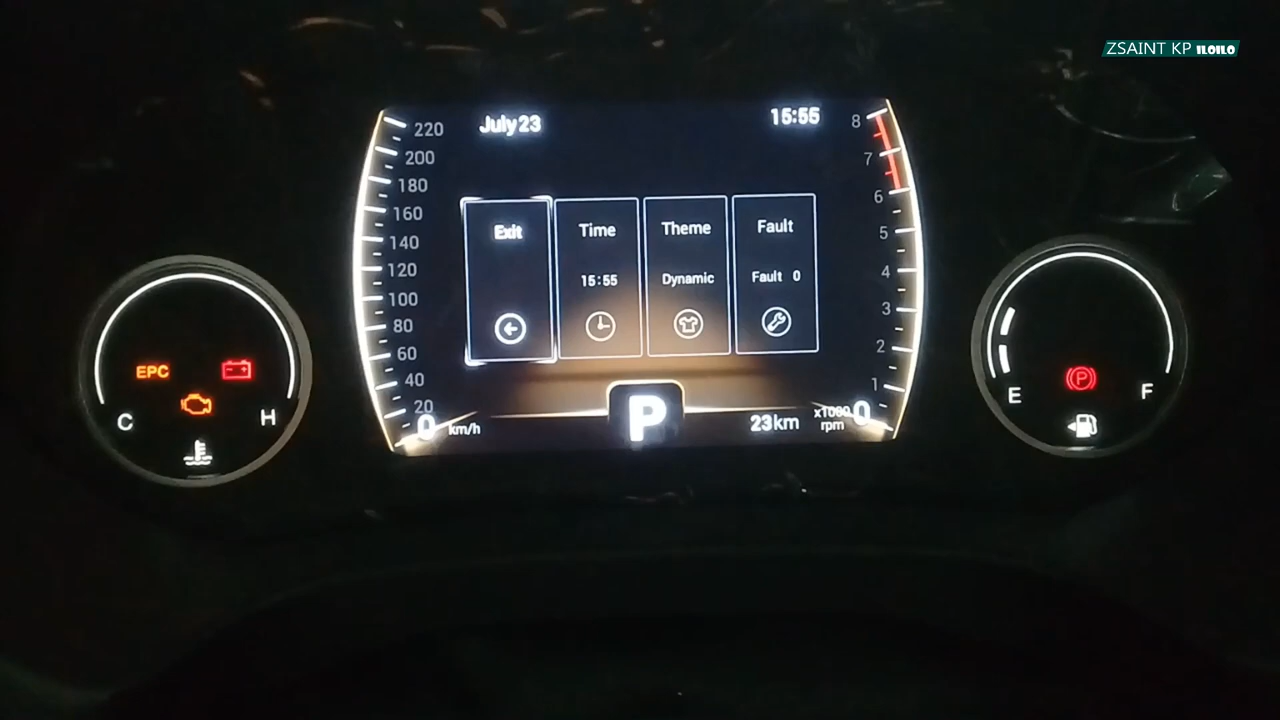 ZSAINT KP ILOILO
July 23
15:55
220
200
180
160
140
120
100
80
60
40
20
0
km/h
8
7
6
5
4
3
2
1
0
x1000
rpm
Exit
Time
15:55
Theme
Dynamic
Fault
Fault 0
P
23km
EPC
C
H
E
F
P